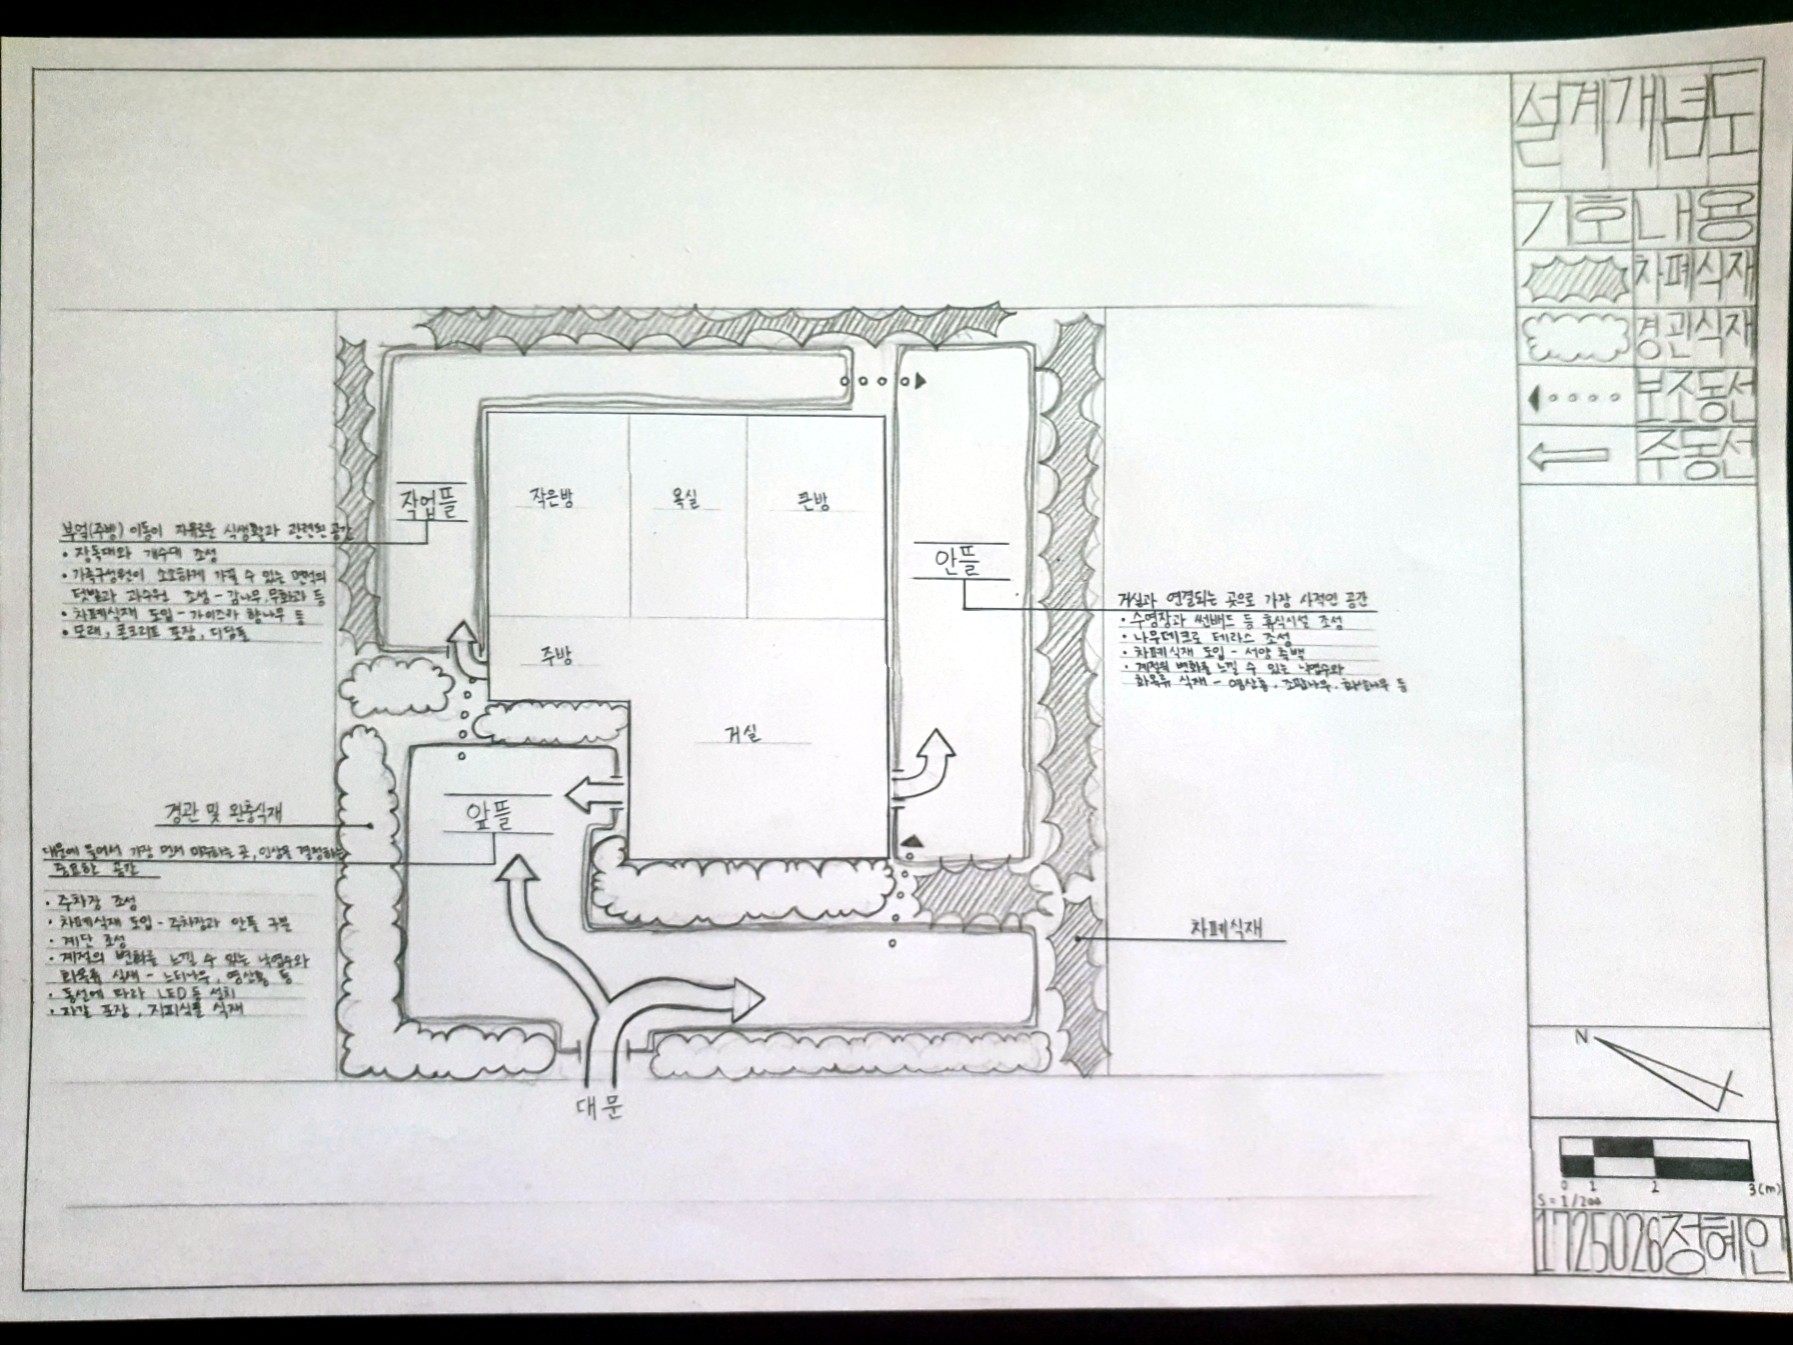 설계개념도
기호 내용
차폐식재
경관식재
보조동선
주동선
작은방
욕실
큰방
주방
거실
작업뜰
부엌(주방) 이동이 자유로운 식생활과 관련된 공간
• 장독대와 개수대 조성
• 가족구성원이 소요하게 가질 수 있는 면적의
텃밭과 과수원 조성 - 감나무, 무화과 등
• 차폐식재 도입 - 가이즈카 향나무 등
• 모래, 콘크리트 포장, 디딤돌
안뜰
거실과 연결되는 곳으로 가장 사적인 공간
• 수영장과 썬배드 등 휴식시설 조성
• 나무데크로 테라스 조성
• 차폐식재 도입 - 서양측백
• 계절의 변화를 느낄 수 있는 낙엽수와
화목류 식재 - 영산홍, 조팝나무, 화살나무 등
경관 및 완충식재
앞뜰
대문에 들어서 가장 먼저 마주하는 곳, 인상을 결정하는
중요한 공간
• 주차장 조성
• 차폐식재 도입 - 주차장과 안뜰 구분
• 계단 조성
• 계절의 변화를 느낄 수 있는 낙엽수와
화목류 식재 - 느티나무, 영산홍 등
• 동선에 따라 LED등 설치
• 자갈 포장, 지피식물 식재
차폐식재
대문
N
0 1 2 3(m)
S=1/200
1725026정혜인